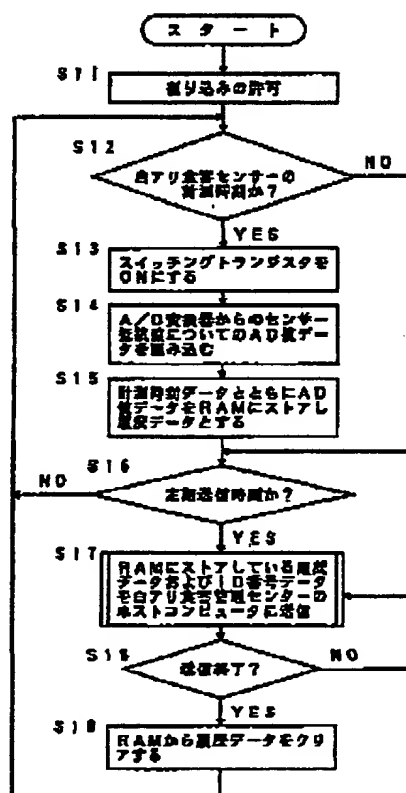 スタート
S11
割り込みの許可
S12
NO
白アリ食害センサーの
計測時刻か?
YES
S13
スイッチングトランジスタを
ONにする
S14
A/D変換器からのセンサー
抵抗値についてのAD値デー
タを読み込む
S15
計測時刻データとともにAD
値データをRAMにストアし
履歴データとする
S16
NO
定期送信時刻か?
YES
S17
RAMにストアしている履歴
データおよびID番号データ
を白アリ食害管理センターの
ホストコンピュータに送信
S18
NO
送信終了?
YES
S19
RAMから履歴データをクリ
アする